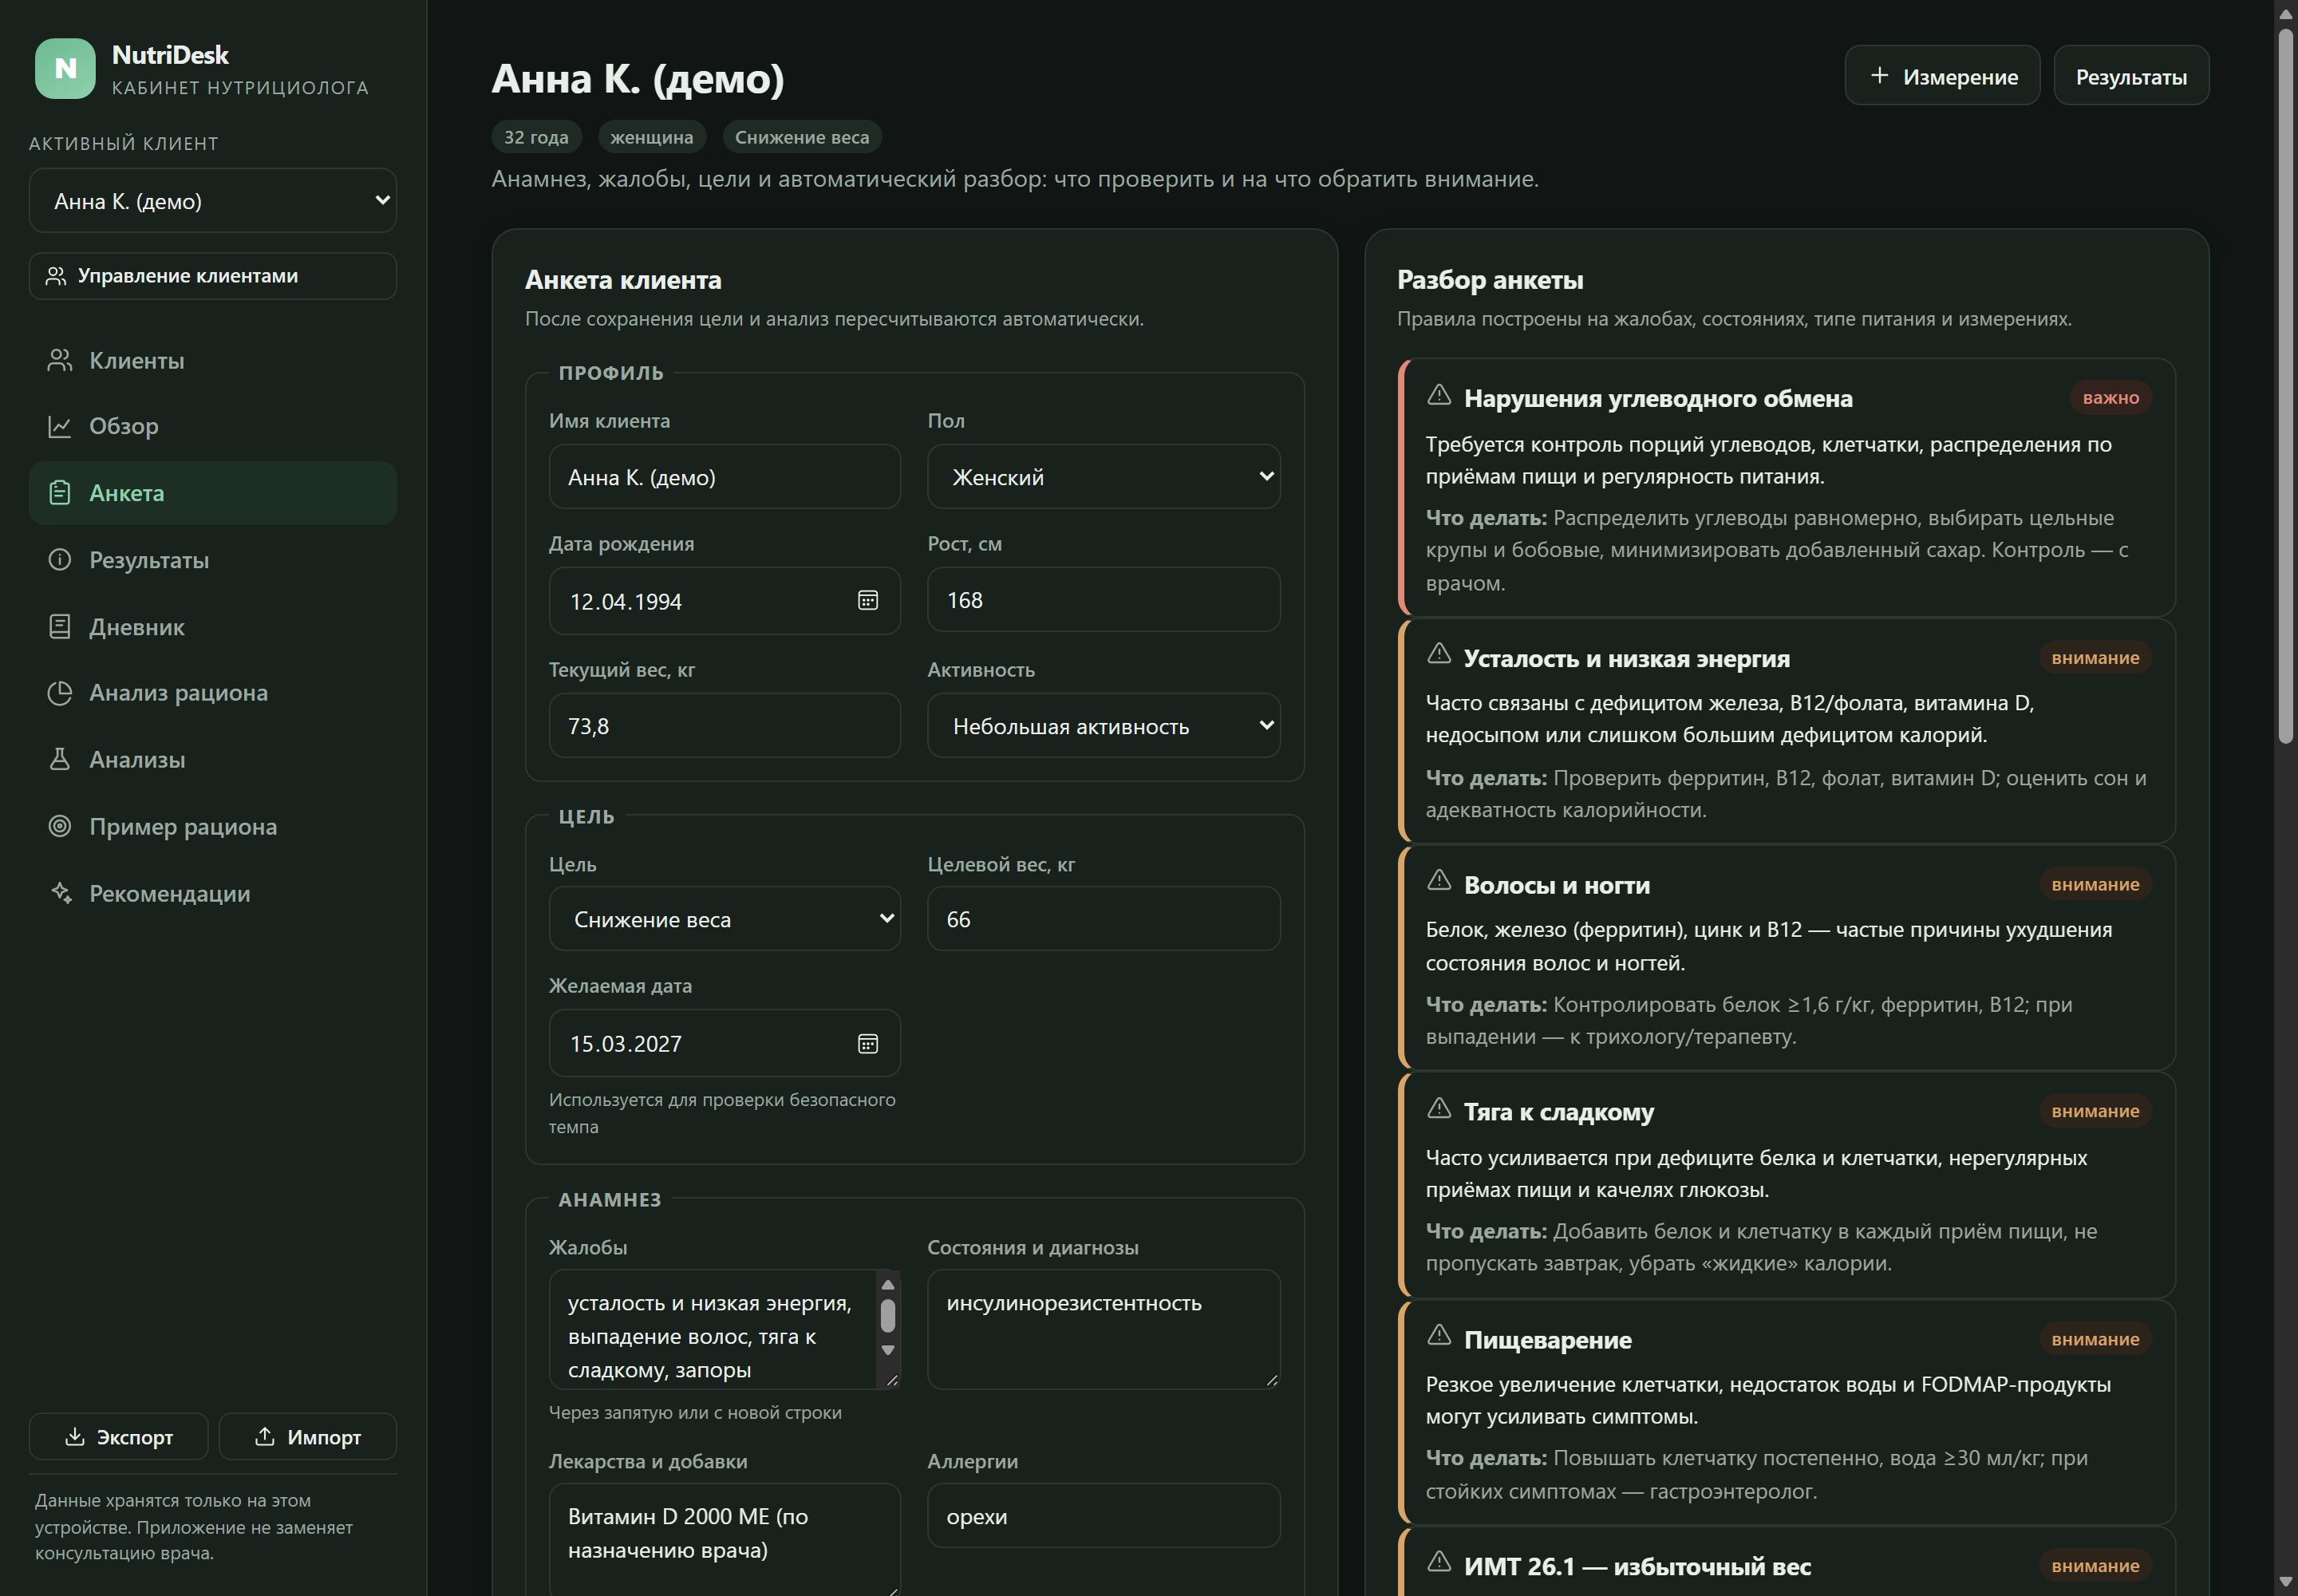 N
NutriDesk
КАБИНЕТ НУТРИЦИОЛОГА
АКТИВНЫЙ КЛИЕНТ
Анна К. (демо)
Управление клиентами
Клиенты
Обзор
Анкета
Результаты
Дневник
Анализ рациона
Анализы
Пример рациона
Рекомендации
Экспорт
Импорт
Данные хранятся только на этом
устройстве. Приложение не заменяет
консультацию врача.
Анна К. (демо)
32 года
женщина
Снижение веса
Анамнез, жалобы, цели и автоматический разбор: что проверить и на что обратить внимание.
+ Измерение
Результаты
Анкета клиента
После сохранения цели и анализ пересчитываются автоматически.
ПРОФИЛЬ
Имя клиента
Анна К. (демо)
Пол
Женский
Дата рождения
12.04.1994
Рост, см
168
Текущий вес, кг
73,8
Активность
Небольшая активность
ЦЕЛЬ
Цель
Снижение веса
Целевой вес, кг
66
Желаемая дата
15.03.2027
Используется для проверки безопасного
темпа
АНАМНЕЗ
Жалобы
усталость и низкая энергия,
выпадение волос, тяга к
сладкому, запоры
Через запятую или с новой строки
Состояния и диагнозы
инсулинорезистентность
Лекарства и добавки
Витамин D 2000 МЕ (по
назначению врача)
Аллергии
орехи
Разбор анкеты
Правила построены на жалобах, состояниях, типе питания и измерениях.
Нарушения углеводного обмена
важно
Требуется контроль порций углеводов, клетчатки, распределения по
приёмам пищи и регулярность питания.
Что делать: Распределить углеводы равномерно, выбирать цельные
крупы и бобовые, минимизировать добавленный сахар. Контроль — с
врачом.
Усталость и низкая энергия
внимание
Часто связаны с дефицитом железа, B12/фолата, витамина D,
недосыпом или слишком большим дефицитом калорий.
Что делать: Проверить ферритин, B12, фолат, витамин D; оценить сон и
адекватность калорийности.
Волосы и ногти
внимание
Белок, железо (ферритин), цинк и B12 — частые причины ухудшения
состояния волос и ногтей.
Что делать: Контролировать белок ≥1,6 г/кг, ферритин, B12; при
выпадении — к трихологу/терапевту.
Тяга к сладкому
внимание
Часто усиливается при дефиците белка и клетчатки, нерегулярных
приёмах пищи и качелях глюкозы.
Что делать: Добавить белок и клетчатку в каждый приём пищи, не
пропускать завтрак, убрать «жидкие» калории.
Пищеварение
внимание
Резкое увеличение клетчатки, недостаток воды и FODMAP-продукты
могут усиливать симптомы.
Что делать: Повышать клетчатку постепенно, вода ≥30 мл/кг; при
стойких симптомах — гастроэнтеролог.
ИМТ 26.1 — избыточный вес
внимание